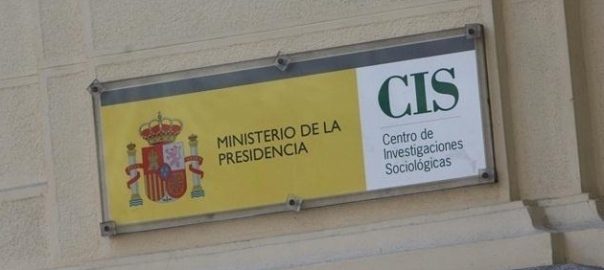 MINISTERIO DE LA
PRESIDENCIA
CIS
Centro de
Investigaciones
Sociológicas